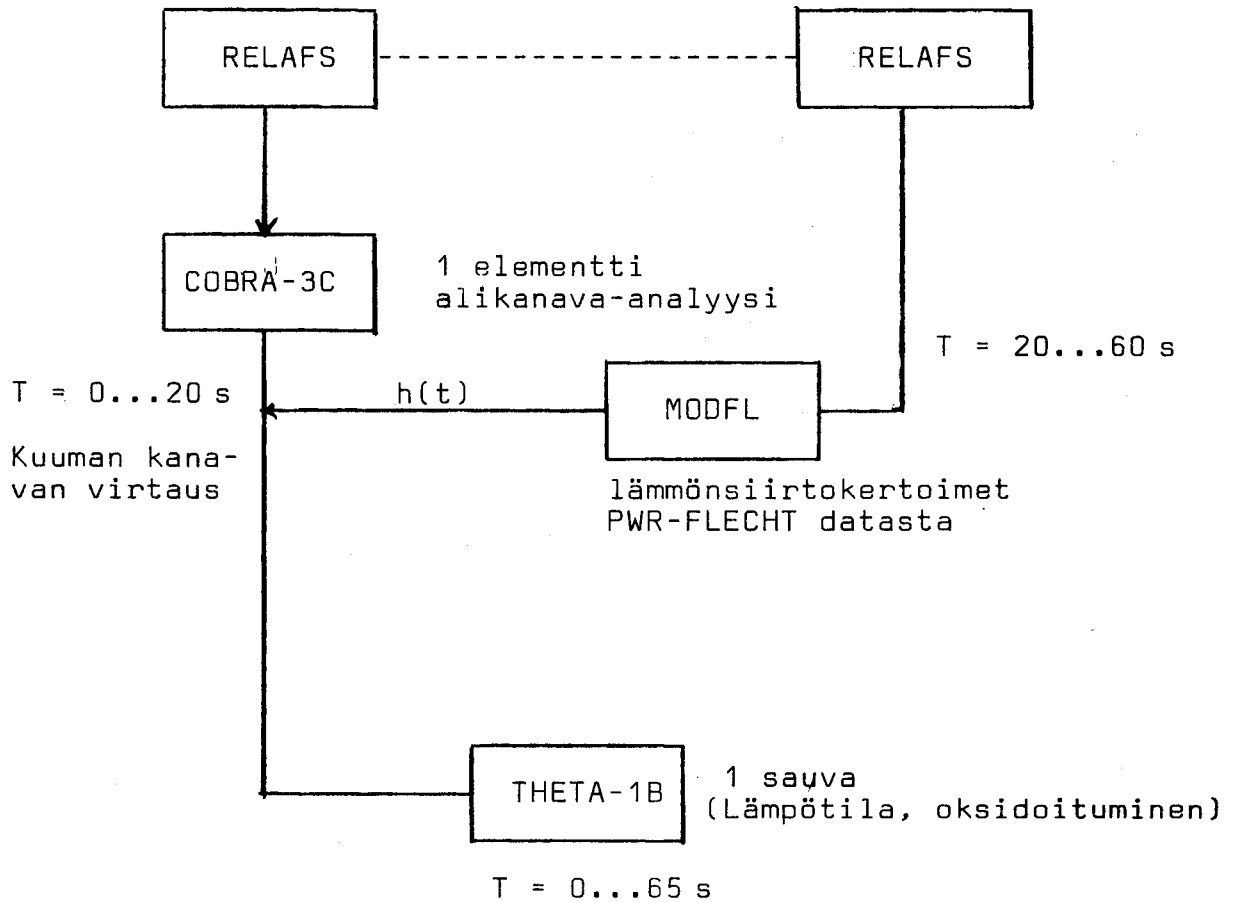 RELAFS
RELAFS
COBRA-3C
1 elementti
alikanava-analyysi
T = 20...60 s
T = 0...20 s
h(t)
MODFL
Kuuman kana-
van virtaus
lämmönsiirtokertoimet
PWR-FLECHT datasta
THETA-1B
1 sauva
(Lämpötila, oksidoituminen)
T = 0...65 s